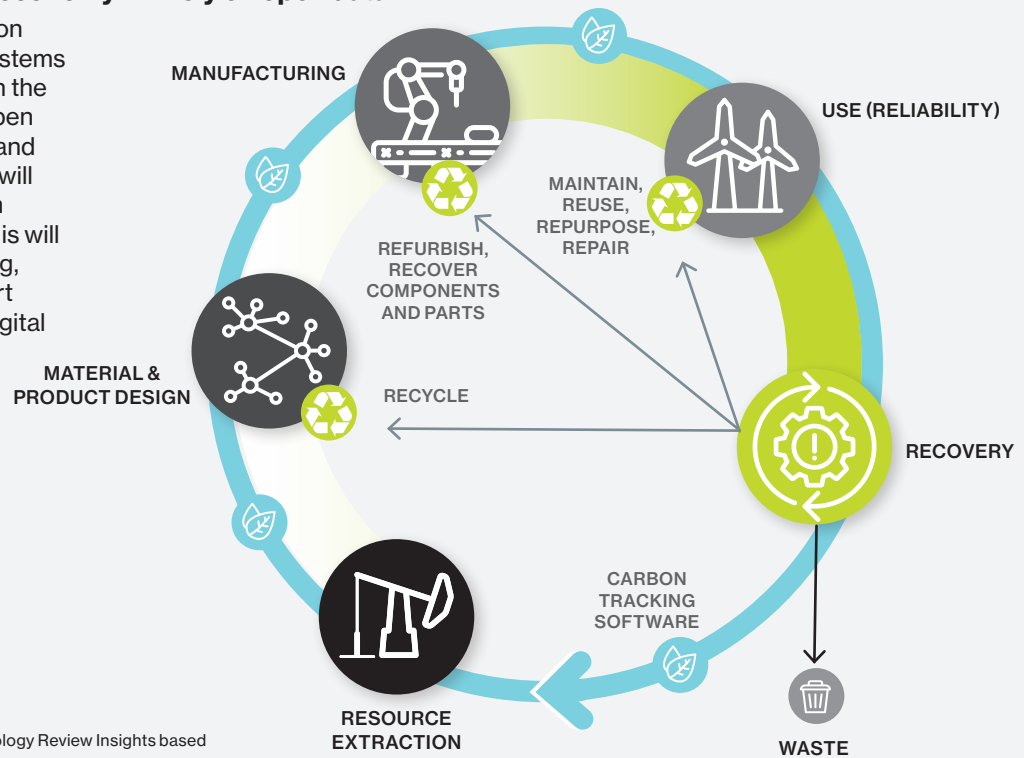 on
stems
n the
pen
and
will
n
is will
g,
rt
gital
MANUFACTURING
USE (RELIABILITY)
MAINTAIN,
REUSE,
REPURPOSE,
REPAIR
REFURBISH,
RECOVER
COMPONENTS
AND PARTS
MATERIAL &
PRODUCT DESIGN
RECYCLE
RECOVERY
CARBON
TRACKING
SOFTWARE
RESOURCE
EXTRACTION
WASTE
ology Review Insights based